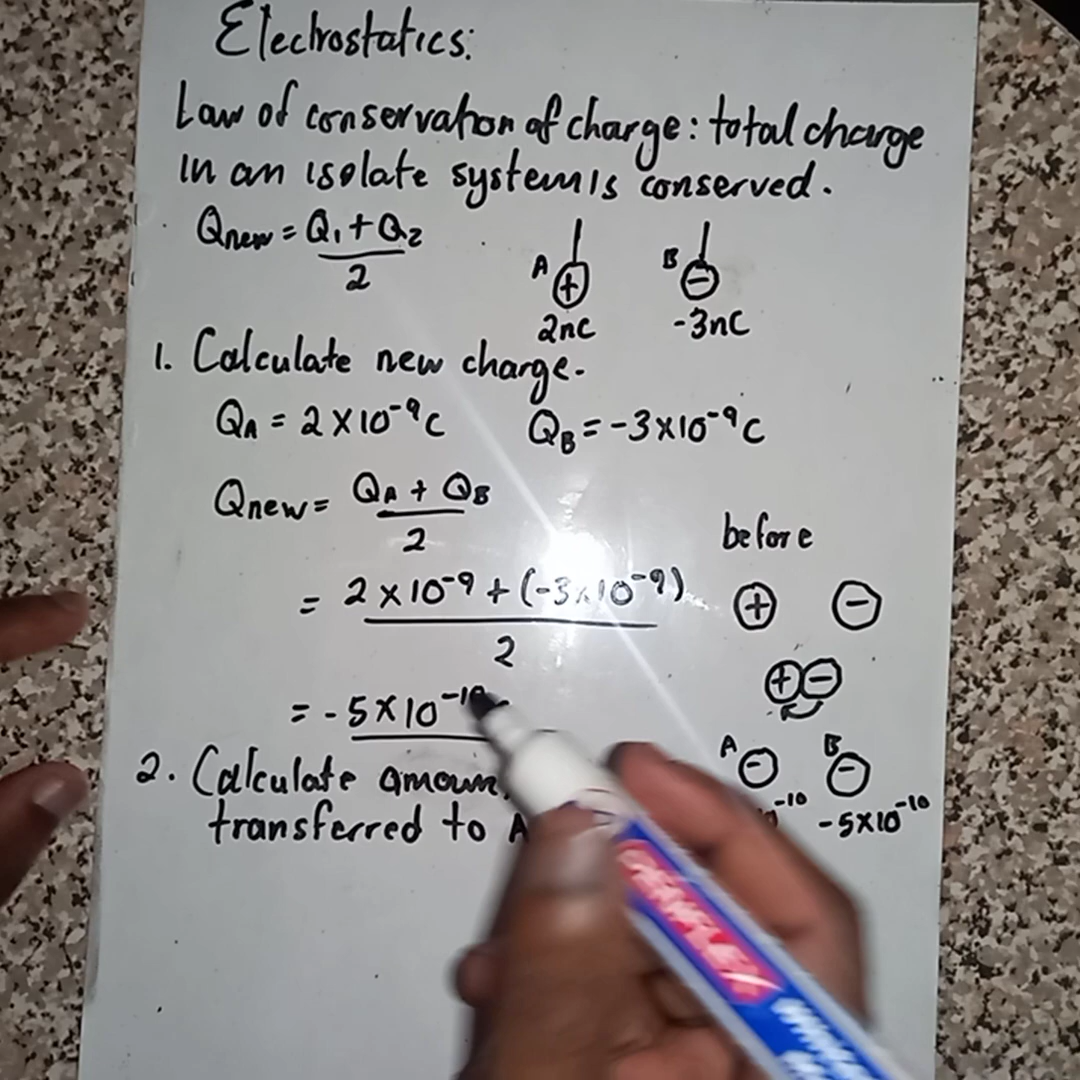 Electrostatics:
Law of conservation of charge: total charge
in an isolate system is conserved.
Qnew = Q₁ + Q₂
2
A
+
2nC
B
-
-3nC
1. Calculate new charge.
QA = 2 × 10⁻⁹C QB = -3×10⁻⁹C
Qnew = QA + QB
2
= 2 × 10⁻⁹ + (-3×10⁻⁹)
2
= -5×10⁻¹⁰
before
+ -
+ -
A - B -
⁻¹⁰ -5×10⁻¹⁰
2. Calculate
transferred to A